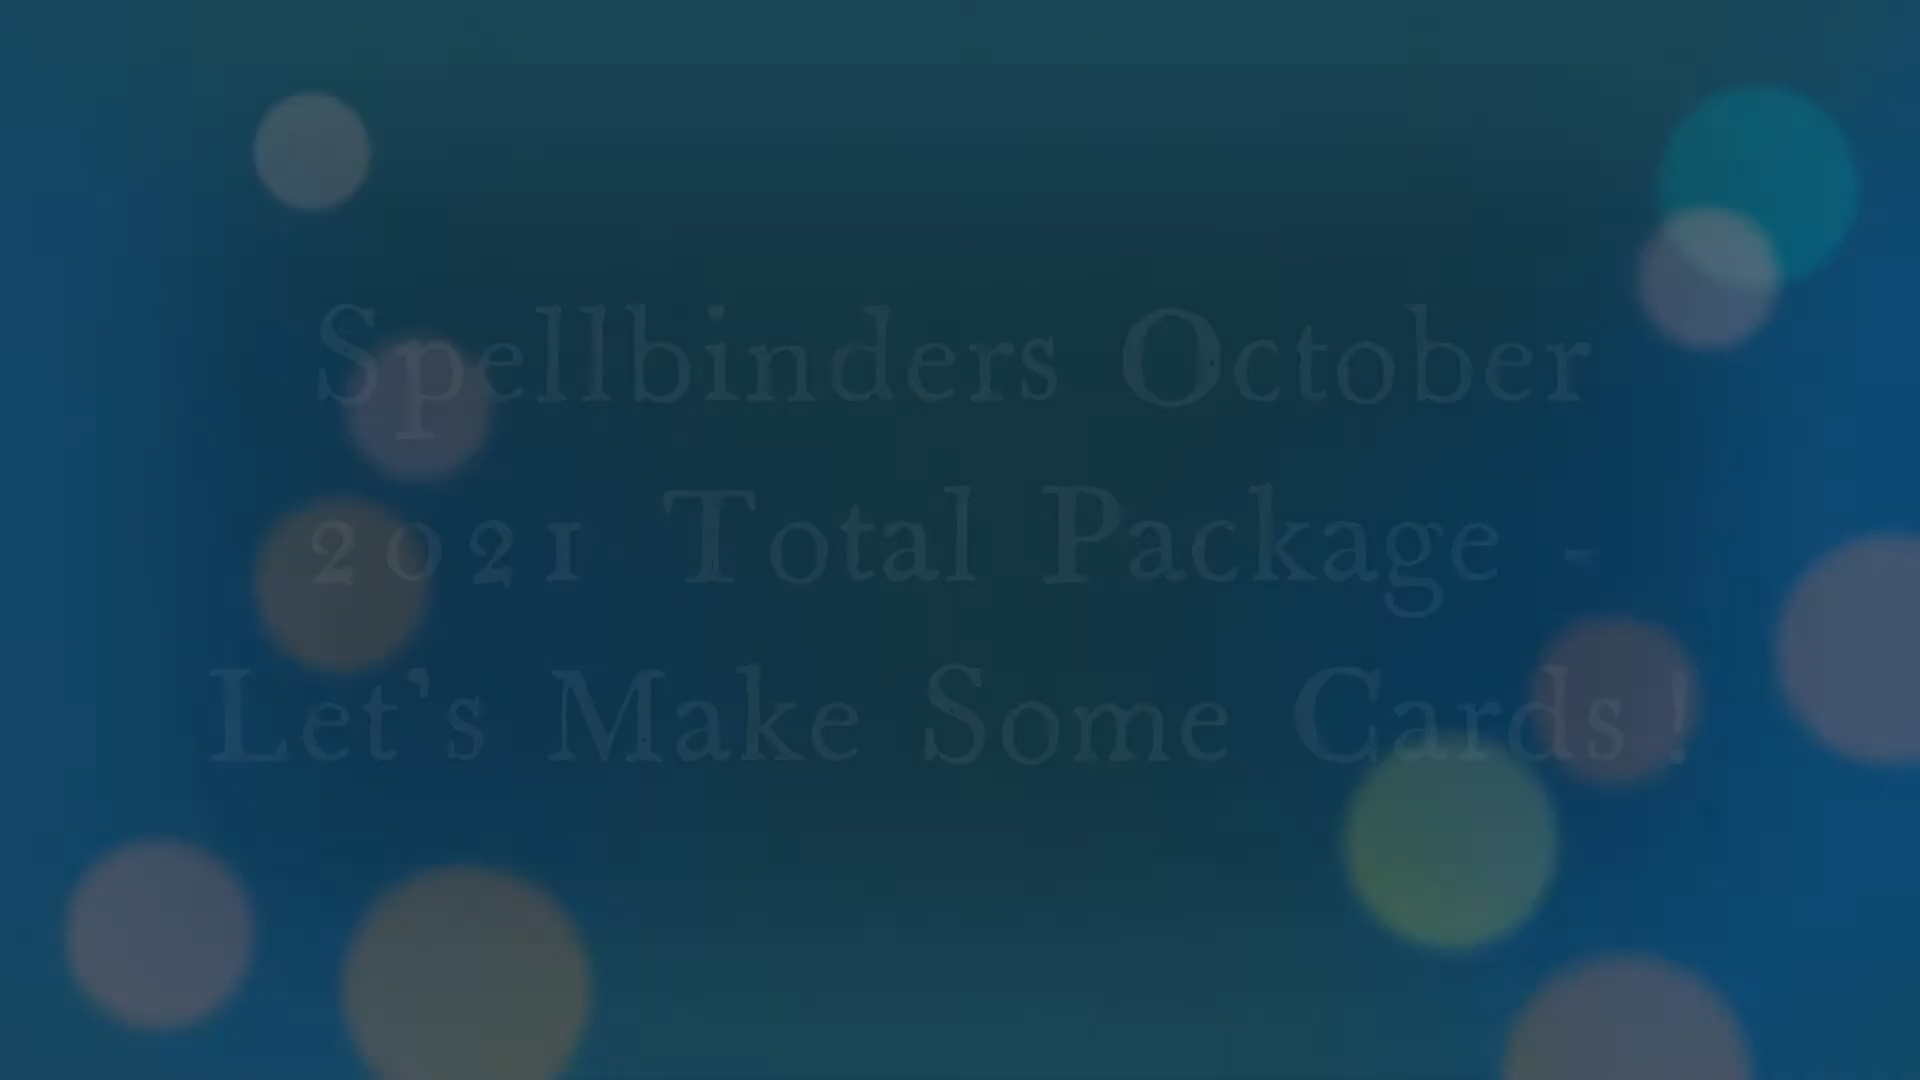 Spellbinders October
2021 Total Package -
Let's Make Some Cards !